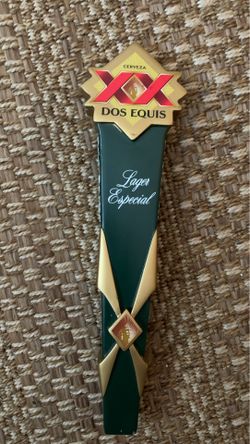 CERVEZA
XX
DOS EQUIS
Lager
Especial